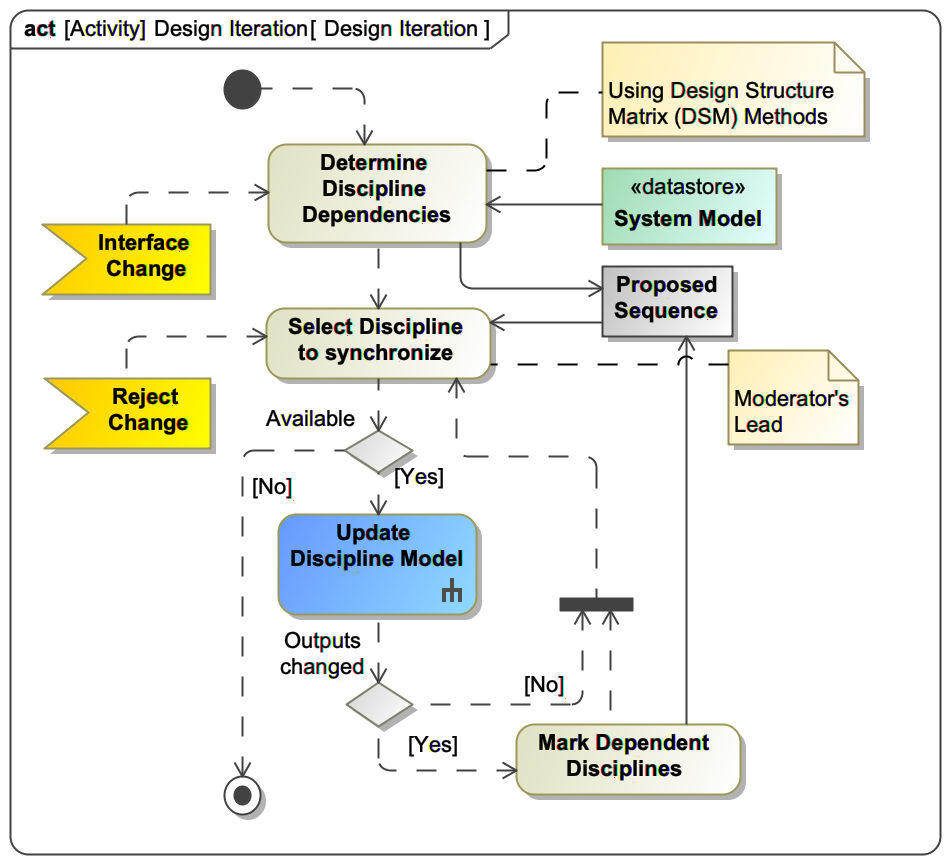 act [Activity] Design Iteration[ Design Iteration ]
Using Design Structure
Matrix (DSM) Methods
Determine
Discipline
Dependencies
«datastore»
System Model
Interface
Change
Proposed
Sequence
Select Discipline
to synchronize
Reject
Change
Moderator's
Lead
Available
[Yes]
[No]
Update
Discipline Model
Outputs
changed
[No]
[Yes]
Mark Dependent
Disciplines